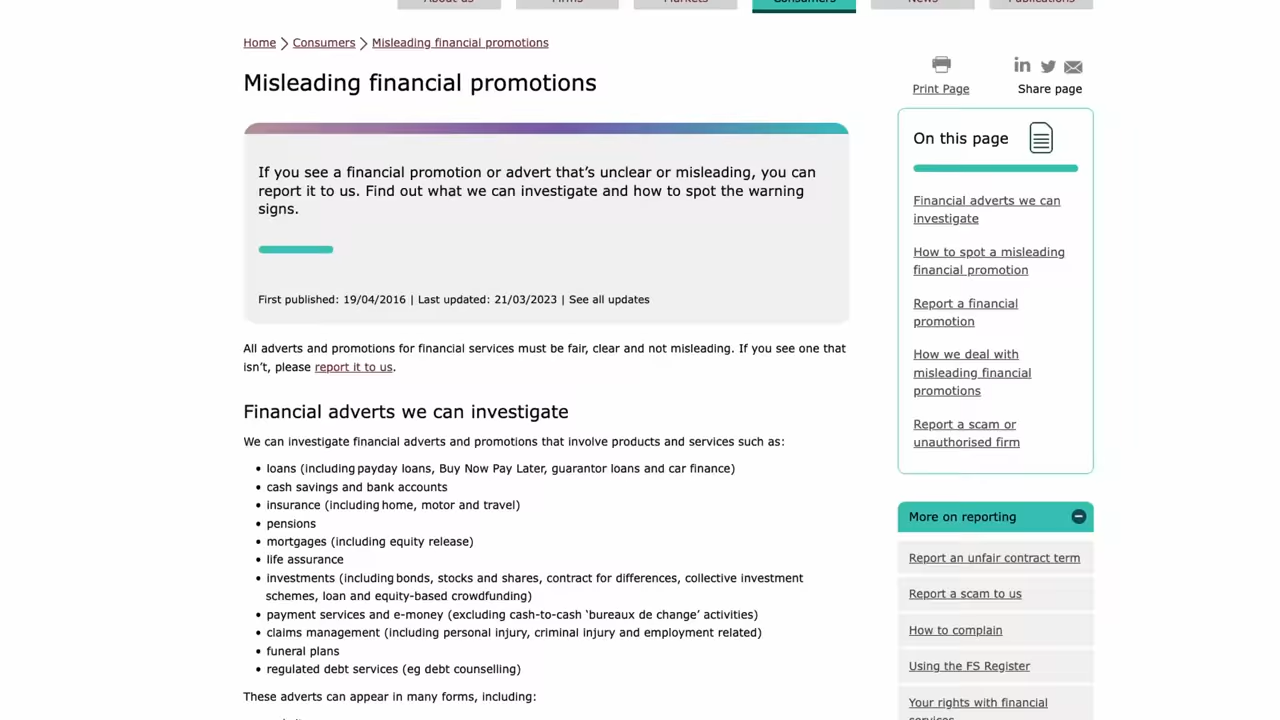 About us Firms Markets Consumers News Publications
Home > Consumers > Misleading financial promotions
Misleading financial promotions
Print Page
Share page
If you see a financial promotion or advert that’s unclear or misleading, you can
report it to us. Find out what we can investigate and how to spot the warning
signs.
First published: 19/04/2016 | Last updated: 21/03/2023 | See all updates
All adverts and promotions for financial services must be fair, clear and not misleading. If you see one that
isn’t, please report it to us.
Financial adverts we can investigate
We can investigate financial adverts and promotions that involve products and services such as:
• loans (including payday loans, Buy Now Pay Later, guarantor loans and car finance)
• cash savings and bank accounts
• insurance (including home, motor and travel)
• pensions
• mortgages (including equity release)
• life assurance
• investments (including bonds, stocks and shares, contract for differences, collective investment
schemes, loan and equity-based crowdfunding)
• payment services and e-money (excluding cash-to-cash ‘bureaux de change’ activities)
• claims management (including personal injury, criminal injury and employment related)
• funeral plans
• regulated debt services (eg debt counselling)
These adverts can appear in many forms, including:
On this page
Financial adverts we can
investigate
How to spot a misleading
financial promotion
Report a financial
promotion
How we deal with
misleading financial
promotions
Report a scam or
unauthorised firm
More on reporting
Report an unfair contract term
Report a scam to us
How to complain
Using the FS Register
Your rights with financial
services